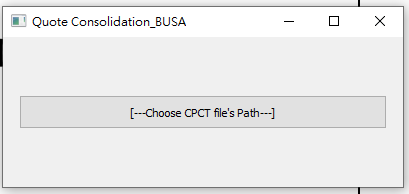 Quote Consolidation_BUSA
[---Choose CPCT file's Path---]